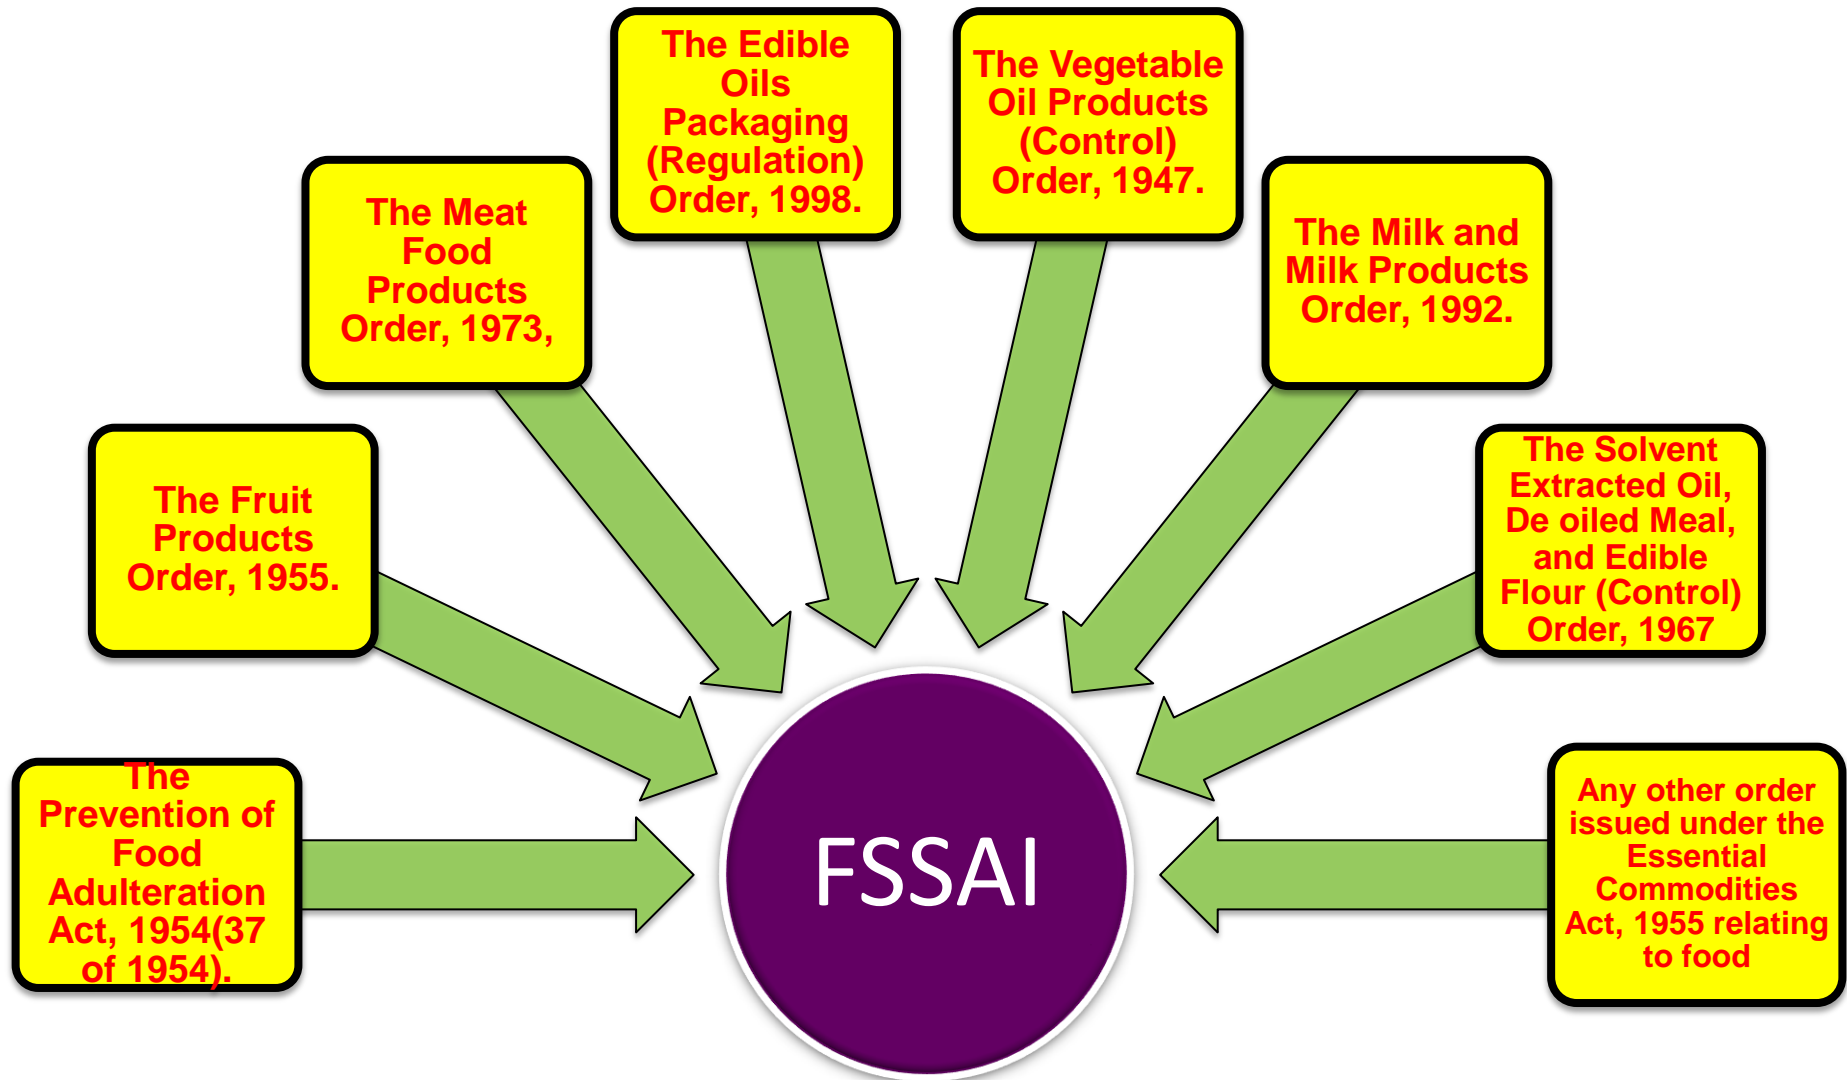 The Edible
Oils
Packaging
(Regulation)
Order, 1998.
The Vegetable
Oil Products
(Control)
Order, 1947.
The Meat
Food
Products
Order, 1973,
The Milk and
Milk Products
Order, 1992.
The Fruit
Products
Order, 1955.
The Solvent
Extracted Oil,
De oiled Meal,
and Edible
Flour (Control)
Order, 1967
The
Prevention of
Food
Adulteration
Act, 1954(37
of 1954).
FSSAI
Any other order
issued under the
Essential
Commodities
Act, 1955 relating
to food